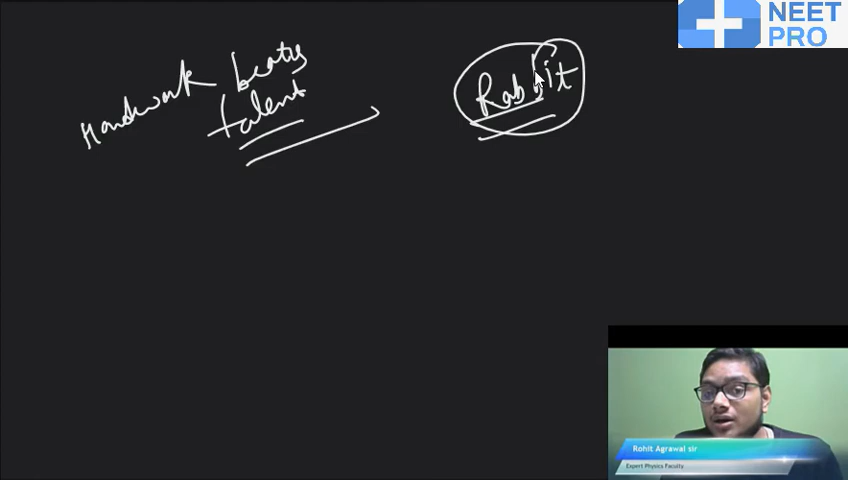 Hardwork beats
talent
Rabbit
NEET
PRO
Rohit Agrawal sir
Expert Physics Faculty